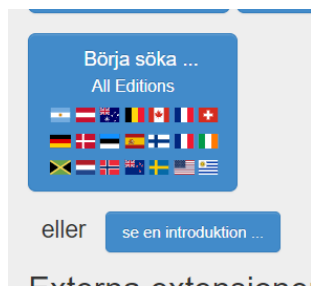 Börja söka ...
All Editions
eller
se en introduktion ...
Externa extensioner